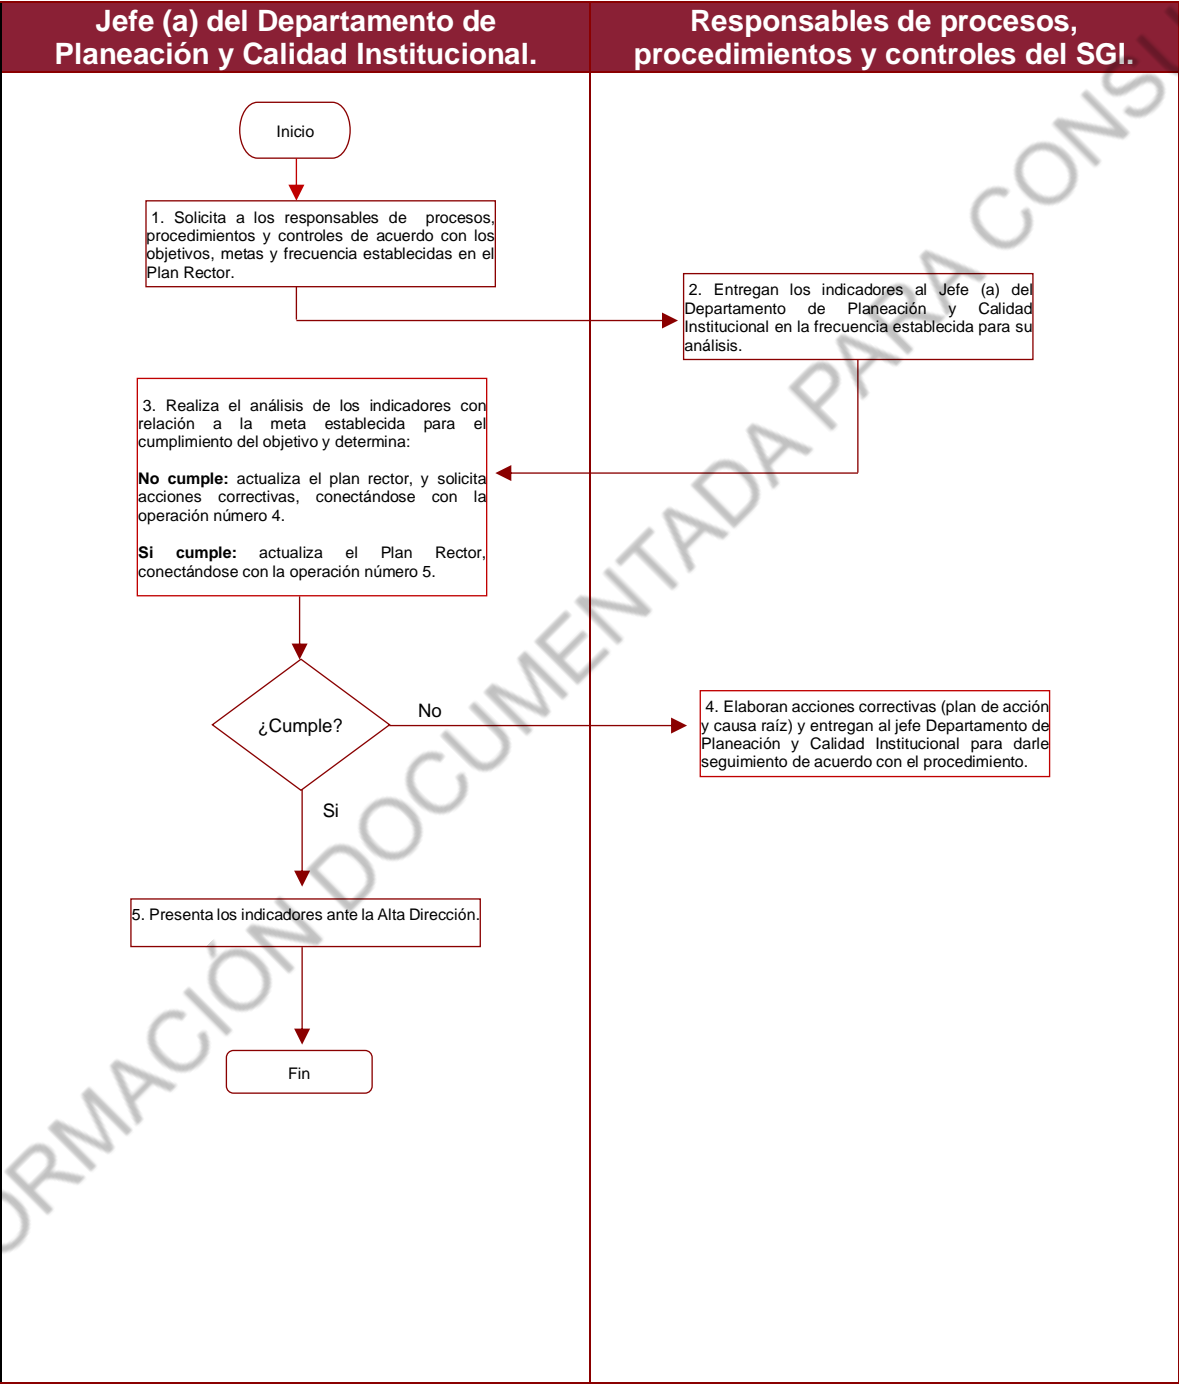 Jefe (a) del Departamento de
Planeación y Calidad Institucional.
Responsables de procesos,
procedimientos y controles del SGI.
Inicio
1. Solicita a los responsables de procesos,
procedimientos y controles de acuerdo con los
objetivos, metas y frecuencia establecidas en el
Plan Rector.
2. Entregan los indicadores al Jefe (a) del
Departamento de Planeación y Calidad
Institucional en la frecuencia establecida para su
análisis.
3. Realiza el análisis de los indicadores con
relación a la meta establecida para el
cumplimiento del objetivo y determina:
No cumple: actualiza el plan rector, y solicita
acciones correctivas, conectándose con la
operación número 4.
Si cumple: actualiza el Plan Rector,
conectándose con la operación número 5.
¿Cumple?
No
4. Elaboran acciones correctivas (plan de acción
y causa raíz) y entregan al jefe Departamento de
Planeación y Calidad Institucional para darle
seguimiento de acuerdo con el procedimiento.
Si
5. Presenta los indicadores ante la Alta Dirección.
Fin
ORMACIÓN DOCUMENTADA PARA CONSU